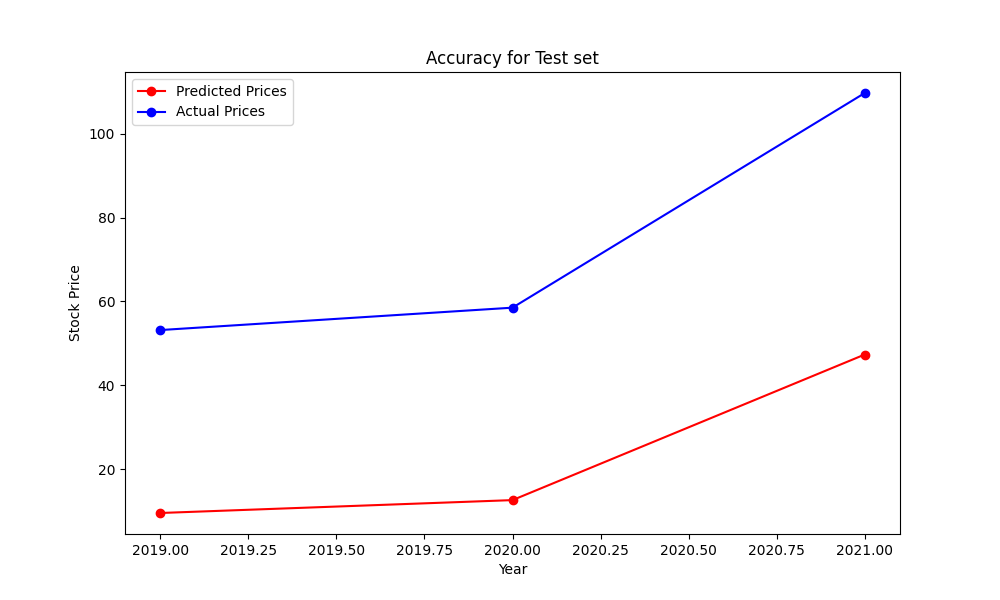 Accuracy for Test set
Predicted Prices
Actual Prices
Stock Price
100
80
60
40
20
2019.00 2019.25 2019.50 2019.75 2020.00 2020.25 2020.50 2020.75 2021.00
Year